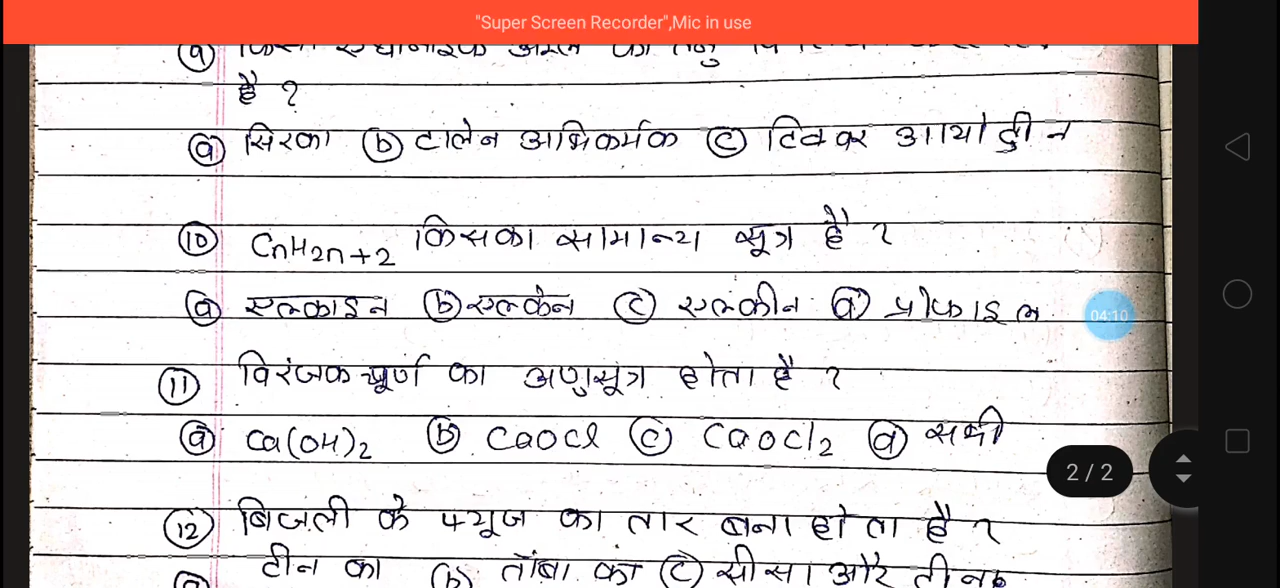 "Super Screen Recorder",Mic in use
है ?
(a) सिरका (b) टालेन अभिकर्मक (c) टिंक्चर आयोडीन
(10) CnH2n+2 किसका सामान्य सूत्र है ?
(a) एल्काइन (b) एल्केन (c) एल्कीन (d) प्रोफाइल
04:10
(11) विरंजक चूर्ण का अणुसूत्र होता है ?
(a) Ca(OH)2 (b) CaOCl (c) CaOCl2 (d) सभी
2 / 2
(12) बिजली के फ्यूज का तार बना होता है ?
टीन का (b) ताँबा का (c) सीसा और टीन